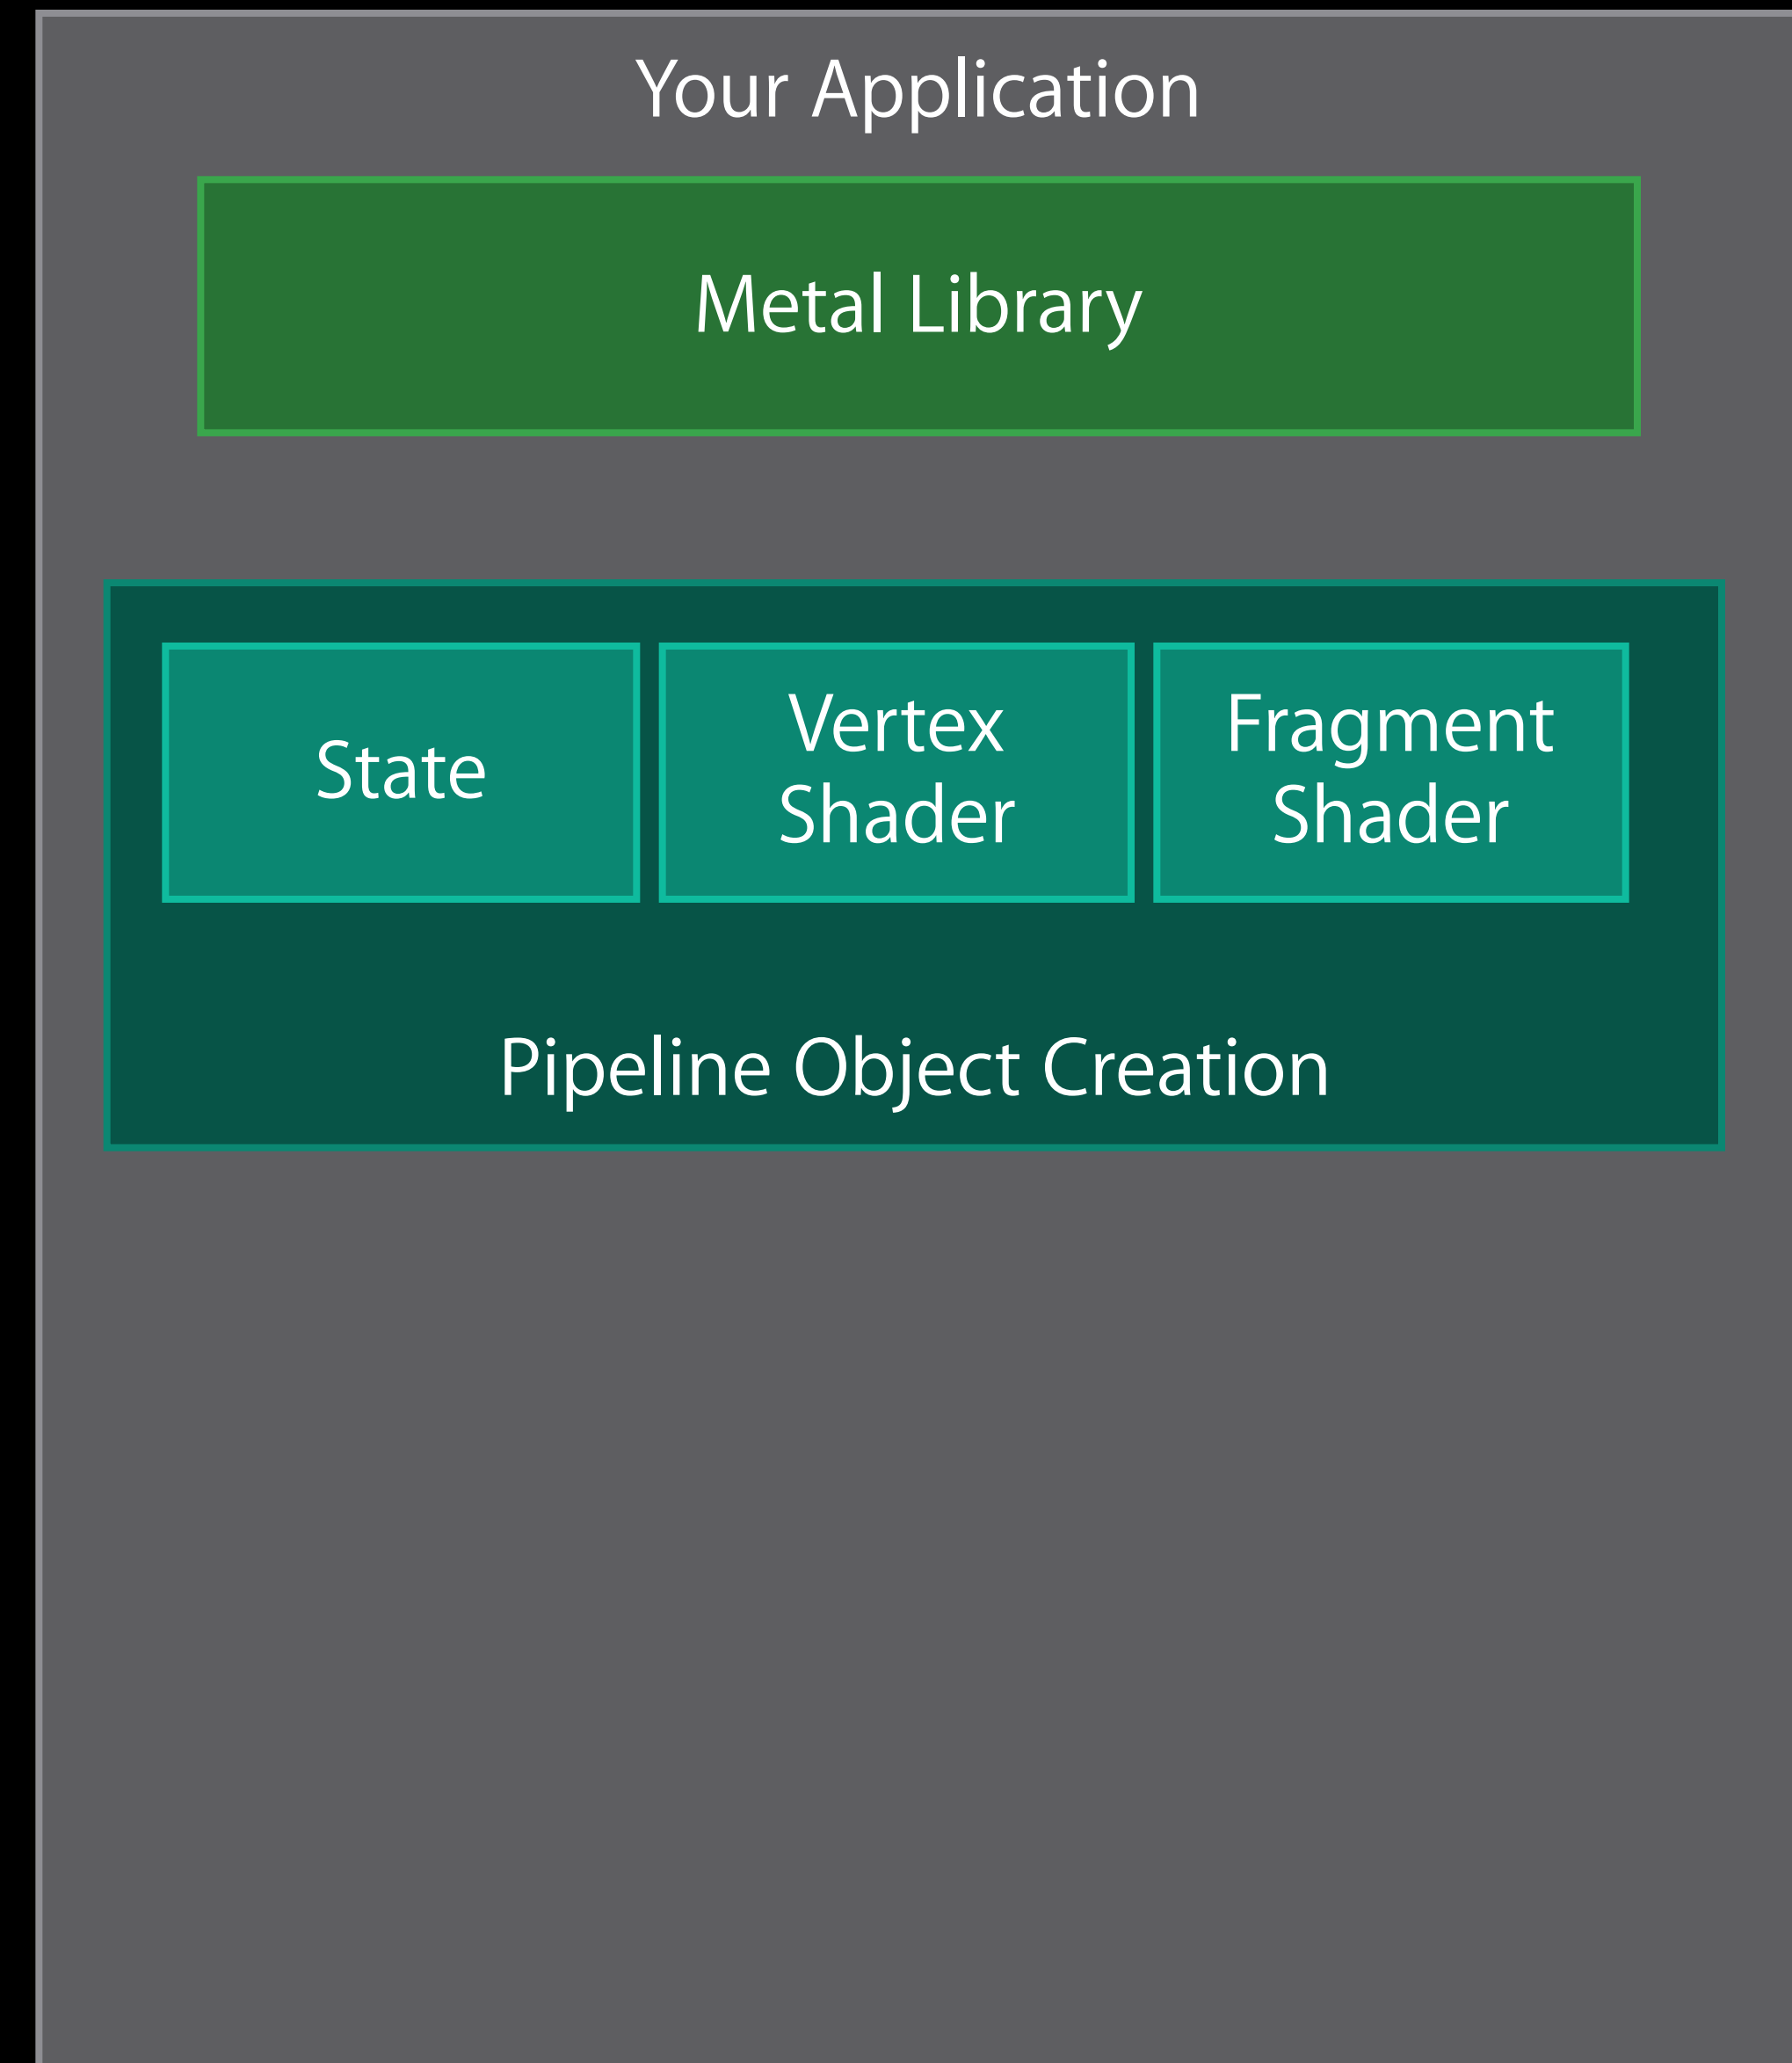 Your Application
Metal Library
State
Vertex
Shader
Fragment
Shader
Pipeline Object Creation